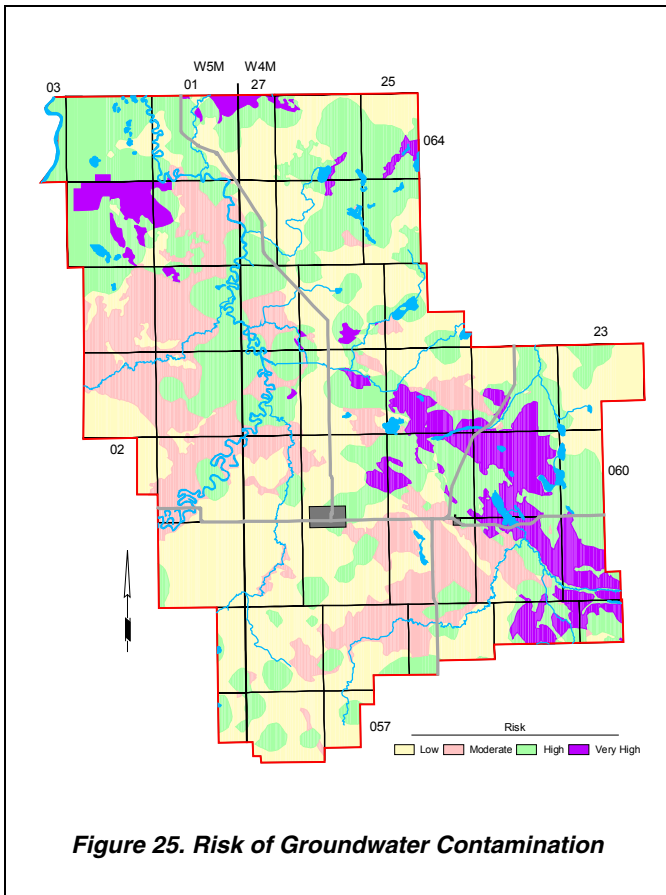 W5M W4M
03 01 27 25
064
23
02
060
057
Risk
Low Moderate High Very High
Figure 25. Risk of Groundwater Contamination